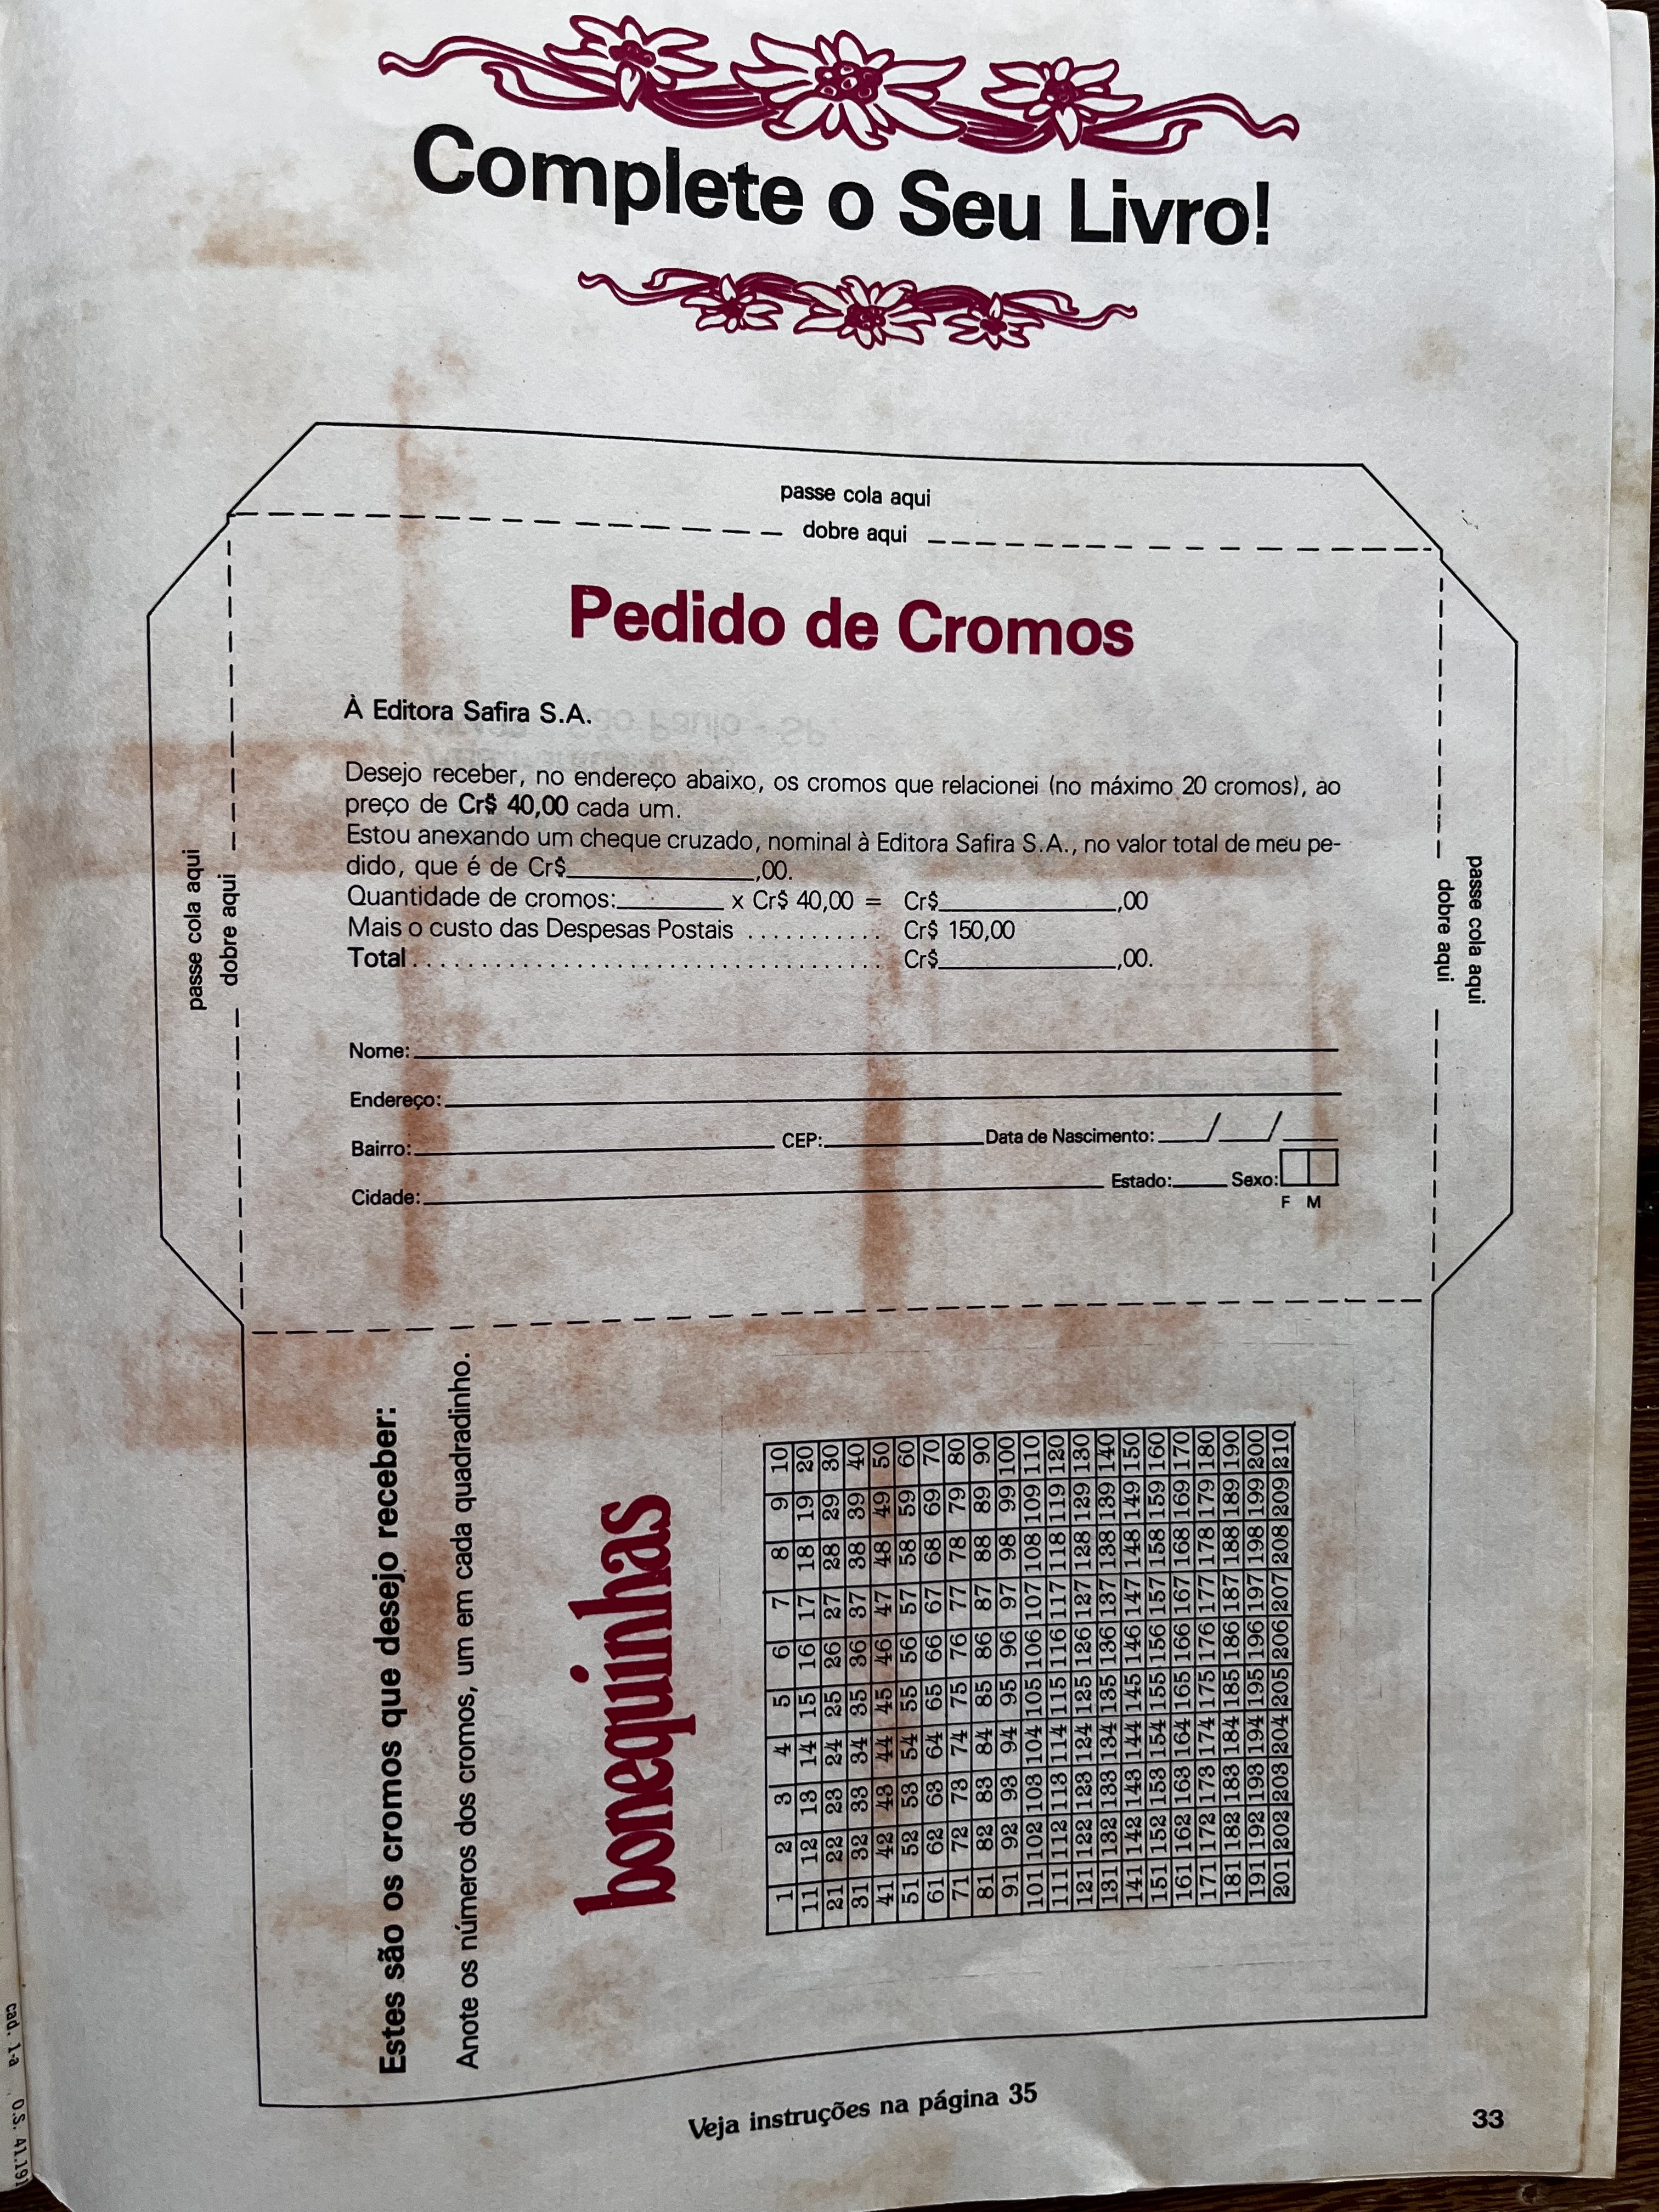 Complete o Seu Livro!
passe cola aqui
dobre aqui
Pedido de Cromos
À Editora Safira S.A.
Desejo receber, no endereço abaixo, os cromos que relacionei (no máximo 20 cromos), ao
preço de Cr$ 40,00 cada um.
Estou anexando um cheque cruzado, nominal à Editora Safira S.A., no valor total de meu pe-
dido, que é de Cr$____________,00.
Quantidade de cromos:________ x Cr$ 40,00 = Cr$____________,00
Mais o custo das Despesas Postais ........... Cr$ 150,00
Total................................... Cr$____________,00.
passe cola aqui
dobre aqui
dobre aqui
passe cola aqui
Nome:
Endereço:
Bairro: CEP: Data de Nascimento: __/__/__
Cidade: Estado: Sexo:
F M
Estes são os cromos que desejo receber:
Anote os números dos cromos, um em cada quadradinho.
bonequinhas
1 2 3 4 5 6 7 8 9 10
11 12 13 14 15 16 17 18 19 20
21 22 23 24 25 26 27 28 29 30
31 32 33 34 35 36 37 38 39 40
41 42 43 44 45 46 47 48 49 50
51 52 53 54 55 56 57 58 59 60
61 62 63 64 65 66 67 68 69 70
71 72 73 74 75 76 77 78 79 80
81 82 83 84 85 86 87 88 89 90
91 92 93 94 95 96 97 98 99 100
101 102 103 104 105 106 107 108 109 110
111 112 113 114 115 116 117 118 119 120
121 122 123 124 125 126 127 128 129 130
131 132 133 134 135 136 137 138 139 140
141 142 143 144 145 146 147 148 149 150
151 152 153 154 155 156 157 158 159 160
161 162 163 164 165 166 167 168 169 170
171 172 173 174 175 176 177 178 179 180
181 182 183 184 185 186 187 188 189 190
191 192 193 194 195 196 197 198 199 200
201 202 203 204 205 206 207 208 209 210
Veja instruções na página 35
33
cad. 1-a O.S. 41.197